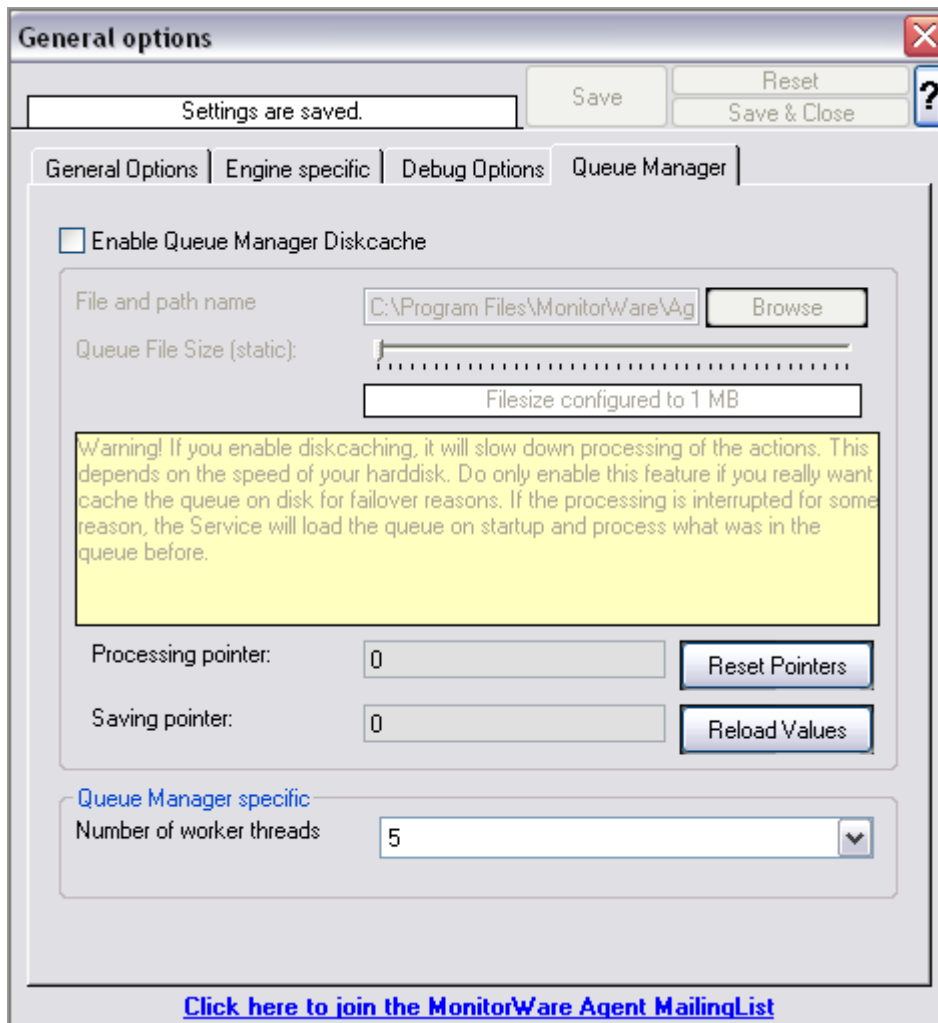 General options
Settings are saved.
Save
Reset
Save & Close
?
General Options
Engine specific
Debug Options
Queue Manager
Enable Queue Manager Diskcache
File and path name
C:\Program Files\MonitorWare\Ag
Browse
Queue File Size (static):
Filesize configured to 1 MB
Warning! If you enable diskcaching, it will slow down processing of the actions. This
depends on the speed of your harddisk. Do only enable this feature if you really want
cache the queue on disk for failover reasons. If the processing is interrupted for some
reason, the Service will load the queue on startup and process what was in the
queue before.
Processing pointer:
0
Reset Pointers
Saving pointer:
0
Reload Values
Queue Manager specific
Number of worker threads
5
Click here to join the MonitorWare Agent MailingList